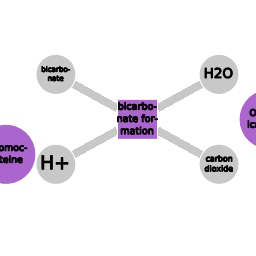 bicarbo-
nate
H2O
bicarbo-
nate for-
mation
omoc-
teine
H+
carbon
dioxide